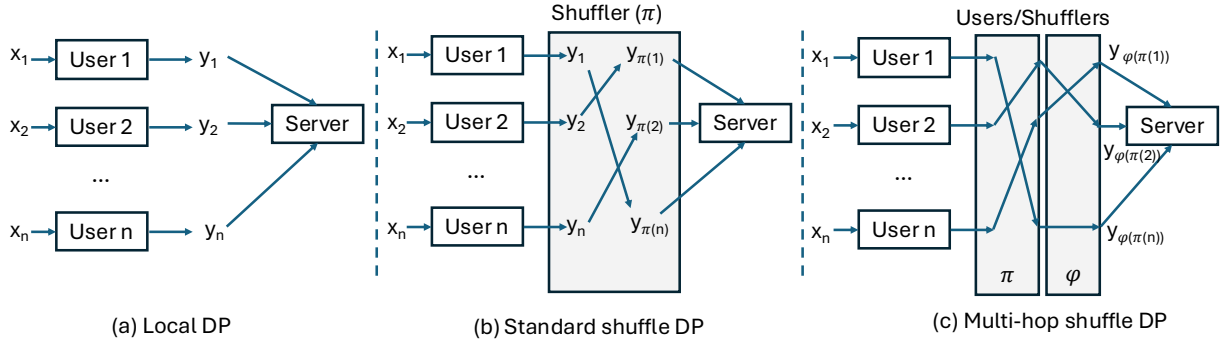 x1 User 1 y1
x2 User 2 y2 Server
...
xn User n yn
(a) Local DP
Shuffler (π)
x1 User 1 y1 yπ(1)
x2 User 2 y2 yπ(2) Server
...
xn User n yn yπ(n)
(b) Standard shuffle DP
Users/Shufflers
x1 User 1 yφ(π(1))
x2 User 2 Server
yφ(π(2))
...
xn User n yφ(π(n))
π φ
(c) Multi-hop shuffle DP